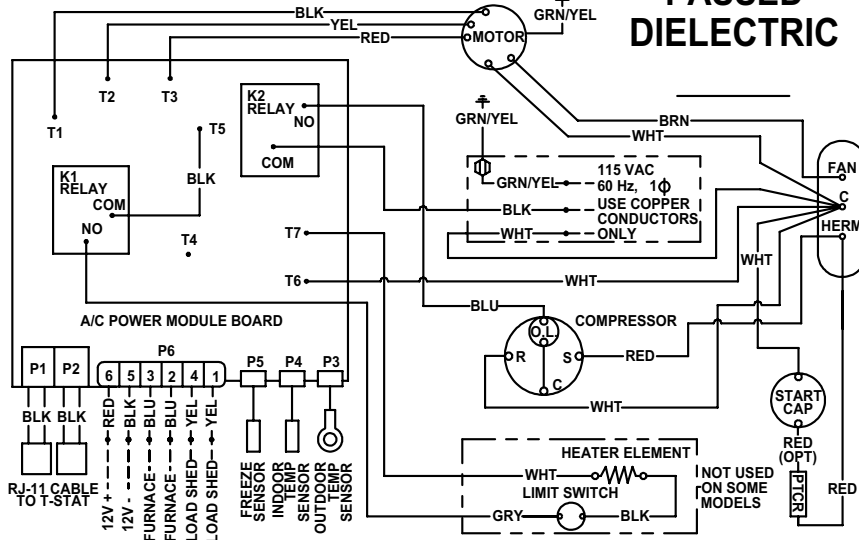 PASSED
DIELECTRIC
BLK
YEL
RED
MOTOR
GRN/YEL
T1
T2
T3
T5
BLK
K2
RELAY
NO
COM
K1
RELAY
COM
NO
T4
T7
T6
A/C POWER MODULE BOARD
GRN/YEL
BRN
WHT
GRN/YEL
BLK
WHT
115 VAC
60 Hz, 1ϕ
USE COPPER
CONDUCTORS
ONLY
FAN
C
HERM
WHT
WHT
BLU
COMPRESSOR
O.L.
R
S
C
RED
WHT
START
CAP
RED
(OPT)
PTCR
RED
P1
P2
P6
6
5
3
2
4
1
P5
P4
P3
BLK
BLK
RJ-11 CABLE
TO T-STAT
12V + RED
12V - BLK
FURNACE BLU
FURNACE BLU
LOAD SHED YEL
LOAD SHED YEL
FREEZE
SENSOR
INDOOR
TEMP
SENSOR
OUTDOOR
TEMP
SENSOR
HEATER ELEMENT
WHT
LIMIT SWITCH
GRY
BLK
NOT USED
ON SOME
MODELS